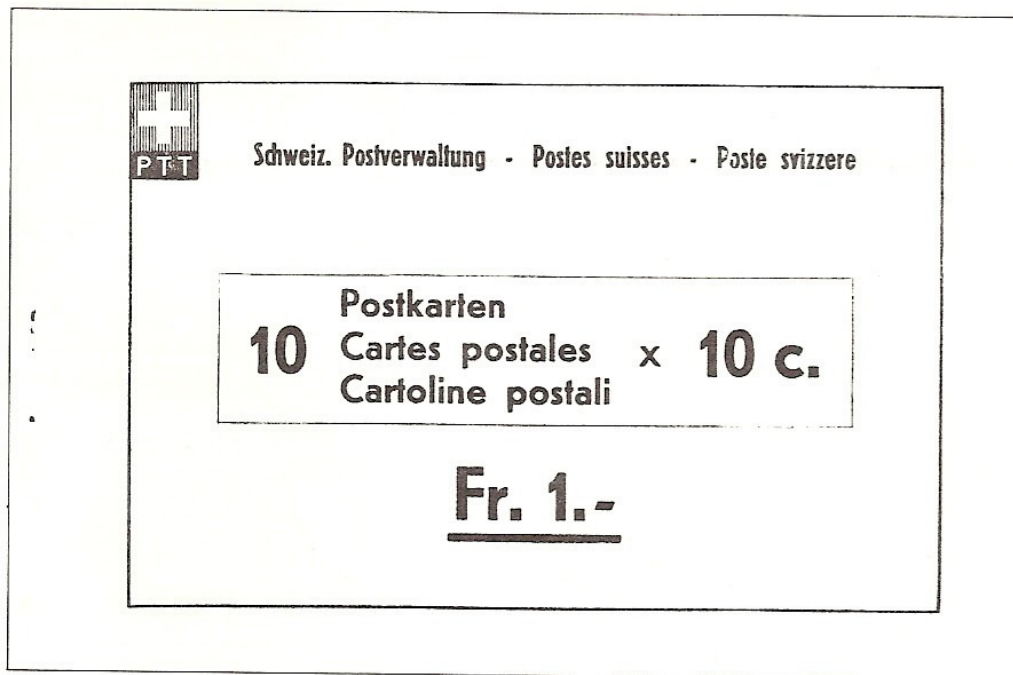 PTT
Schweiz. Postverwaltung - Postes suisses - Poste svizzere
10 Postkarten
Cartes postales x 10 c.
Cartoline postali
Fr. 1.-